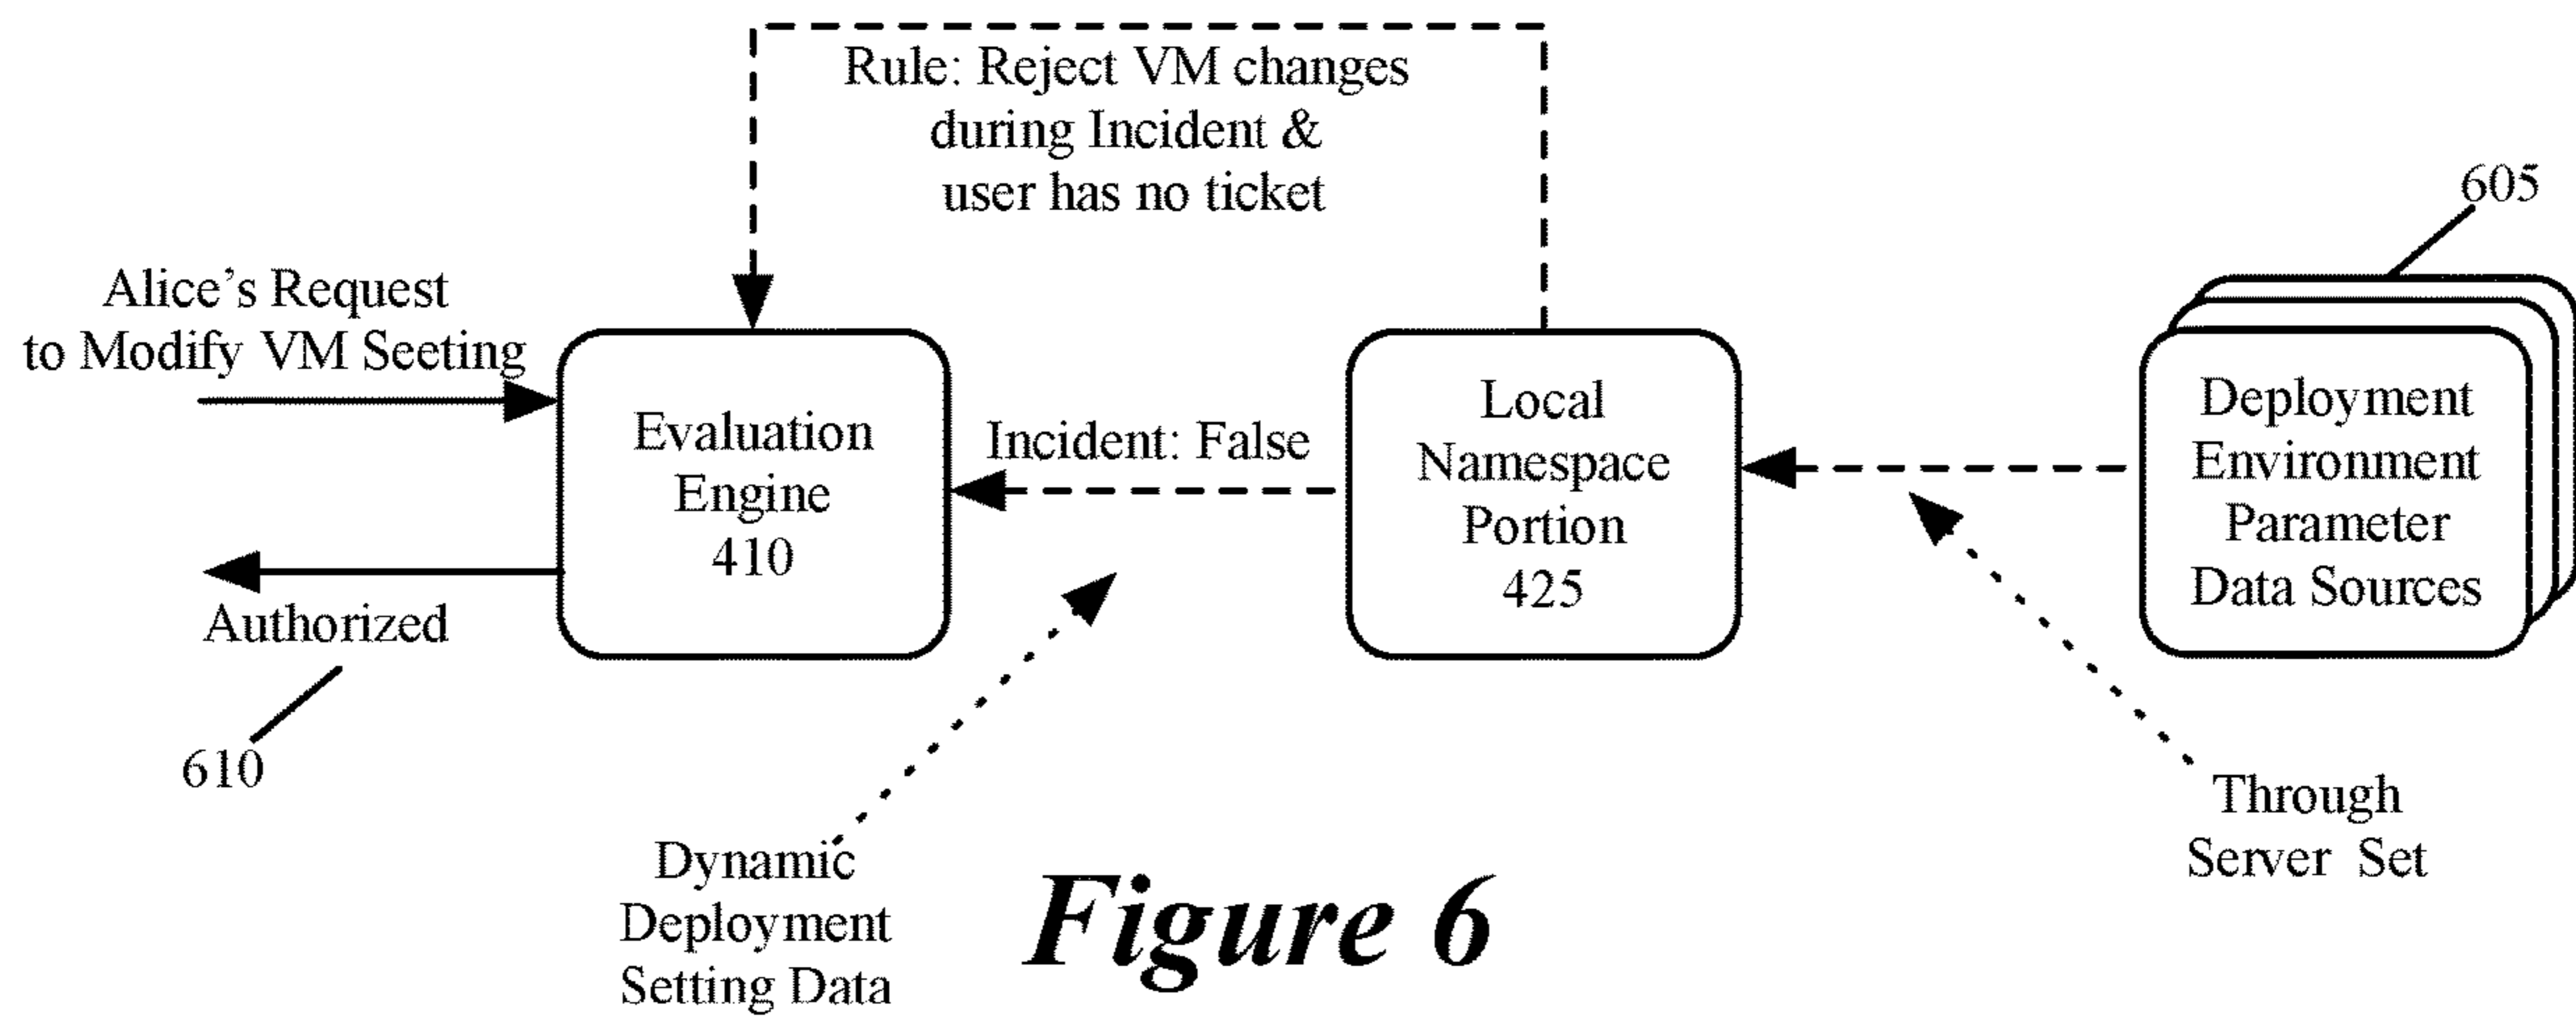 Rule: Reject VM changes
during Incident &
user has no ticket
605
Alice's Request
to Modify VM Seeting
Evaluation
Engine
410
Incident: False
Local
Namespace
Portion
425
Deployment
Environment
Parameter
Data Sources
Authorized
610
Dynamic
Deployment
Setting Data
Through
Server Set
Figure 6